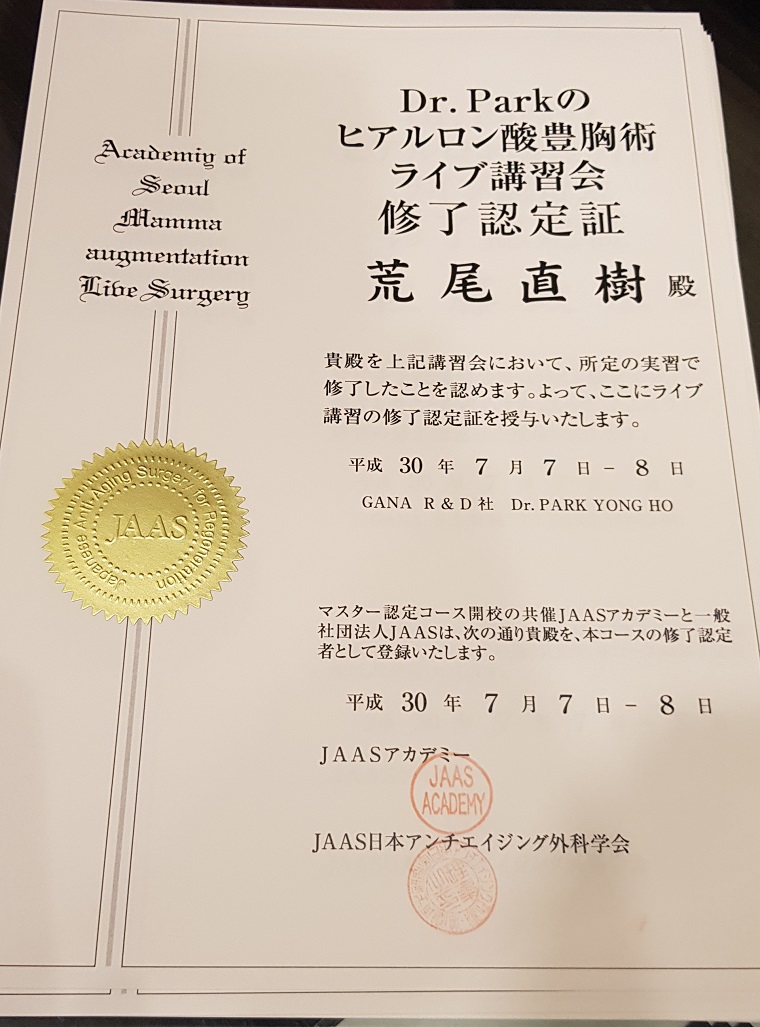 Academiy of
Seoul
Mamma
augmentation
Live Surgery
Dr. Parkの
ヒアルロン酸豊胸術
ライブ講習会
修了認定証
荒尾直樹 殿
貴殿を上記講習会において、所定の実習で
修了したことを認めます。よって、ここにライブ
講習の修了認定証を授与いたします。
平成 30 年 7 月 7 日 − 8 日
GANA R & D 社 Dr. PARK YONG HO
Japanese Anti-Aging Surgery for Regeneration
JAAS
マスター認定コース開校の共催JAASアカデミーと一般
社団法人JAASは、次の通り貴殿を、本コースの修了認定
者として登録いたします。
平成 30 年 7 月 7 日 − 8 日
JAASアカデミー
JAAS
ACADEMY
JAAS日本アンチエイジング外科学会